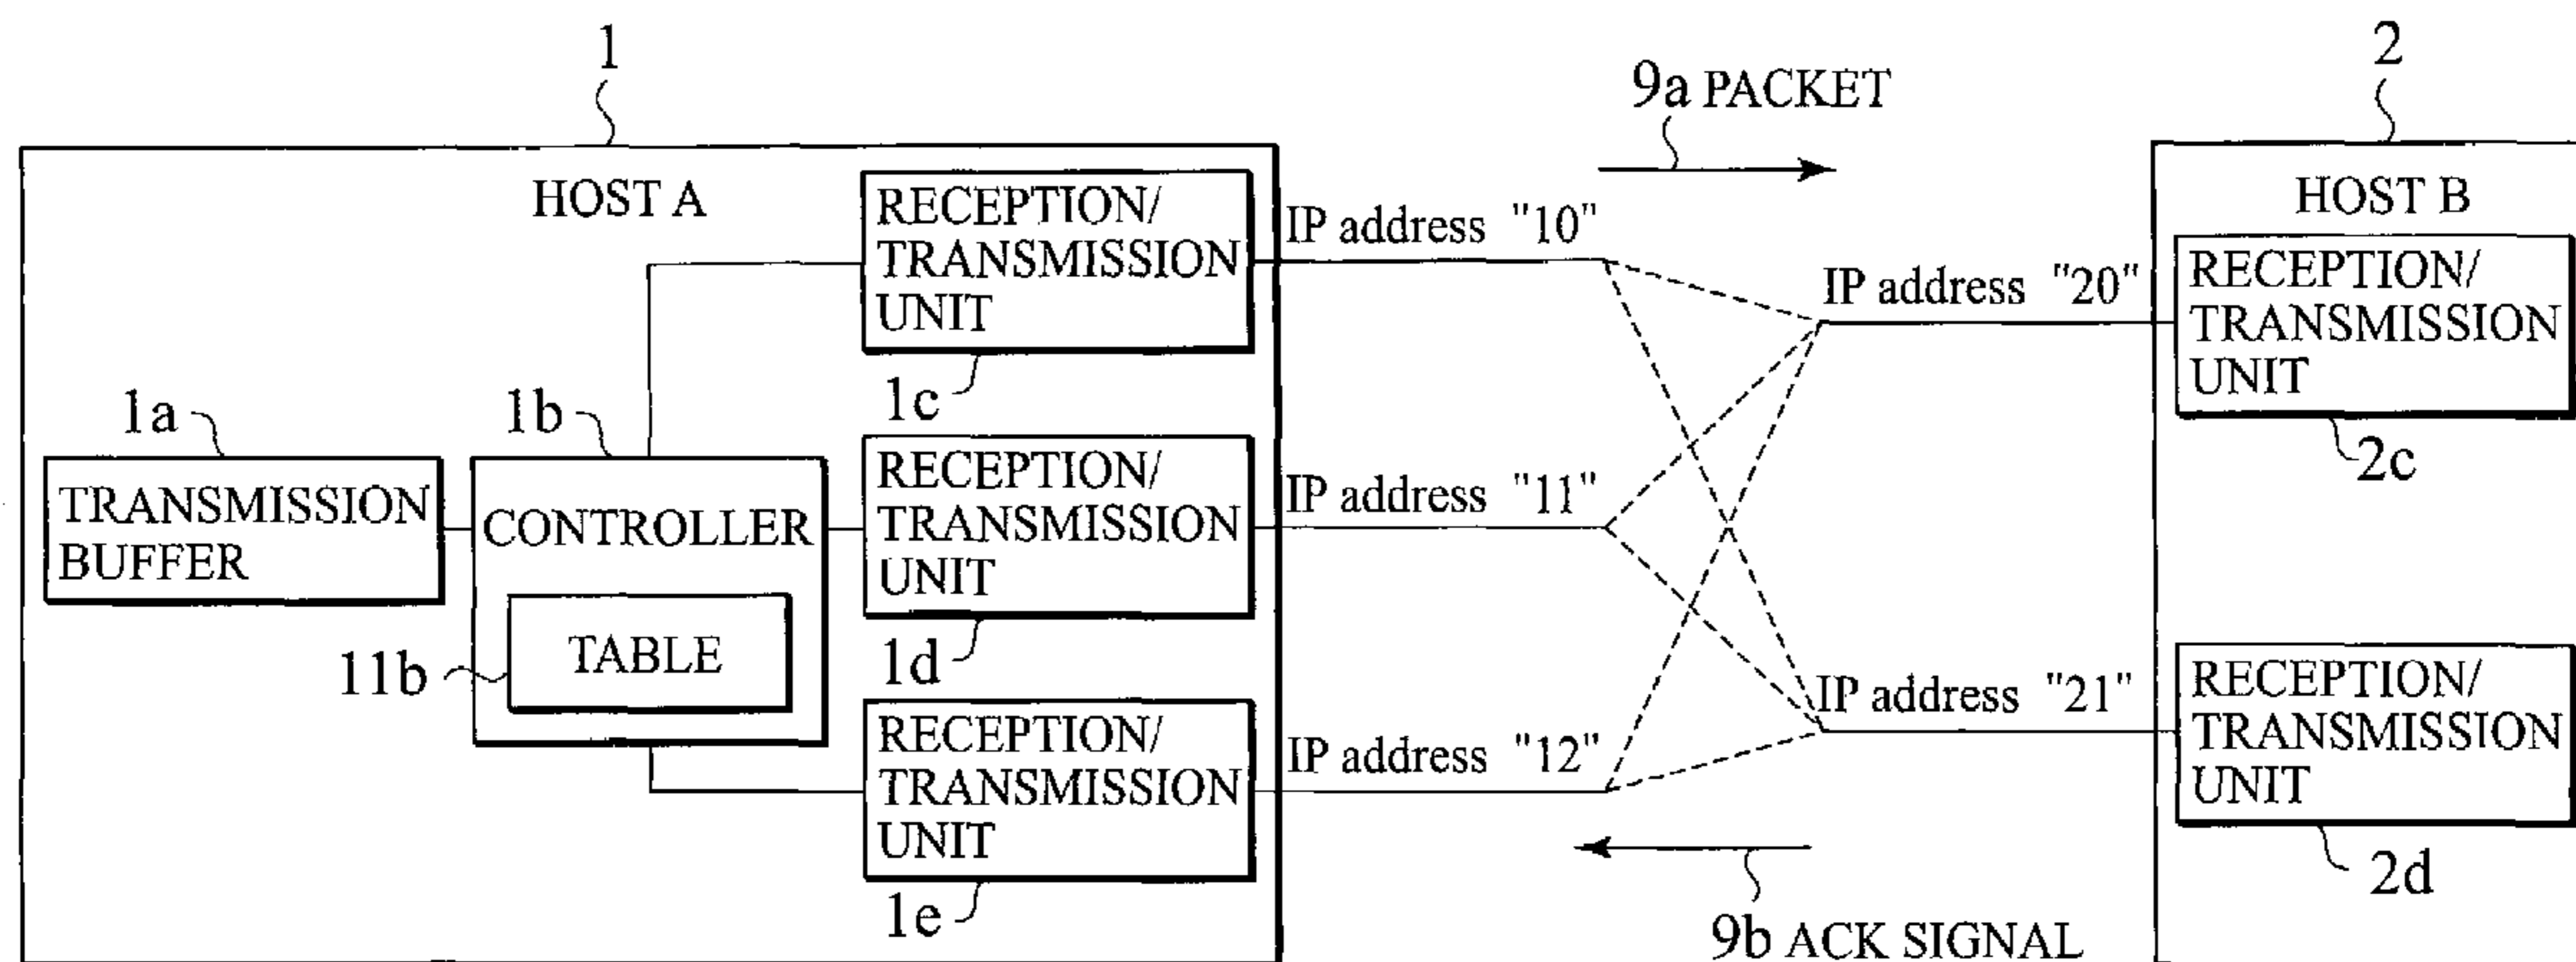 1
2
9a PACKET
HOST A
HOST B
RECEPTION/
TRANSMISSION
UNIT
1c
IP address "10"
IP address "20"
RECEPTION/
TRANSMISSION
UNIT
2c
1a
1b
TRANSMISSION
BUFFER
CONTROLLER
TABLE
11b
RECEPTION/
TRANSMISSION
UNIT
1d
IP address "11"
IP address "21"
RECEPTION/
TRANSMISSION
UNIT
2d
RECEPTION/
TRANSMISSION
UNIT
1e
IP address "12"
9b ACK SIGNAL